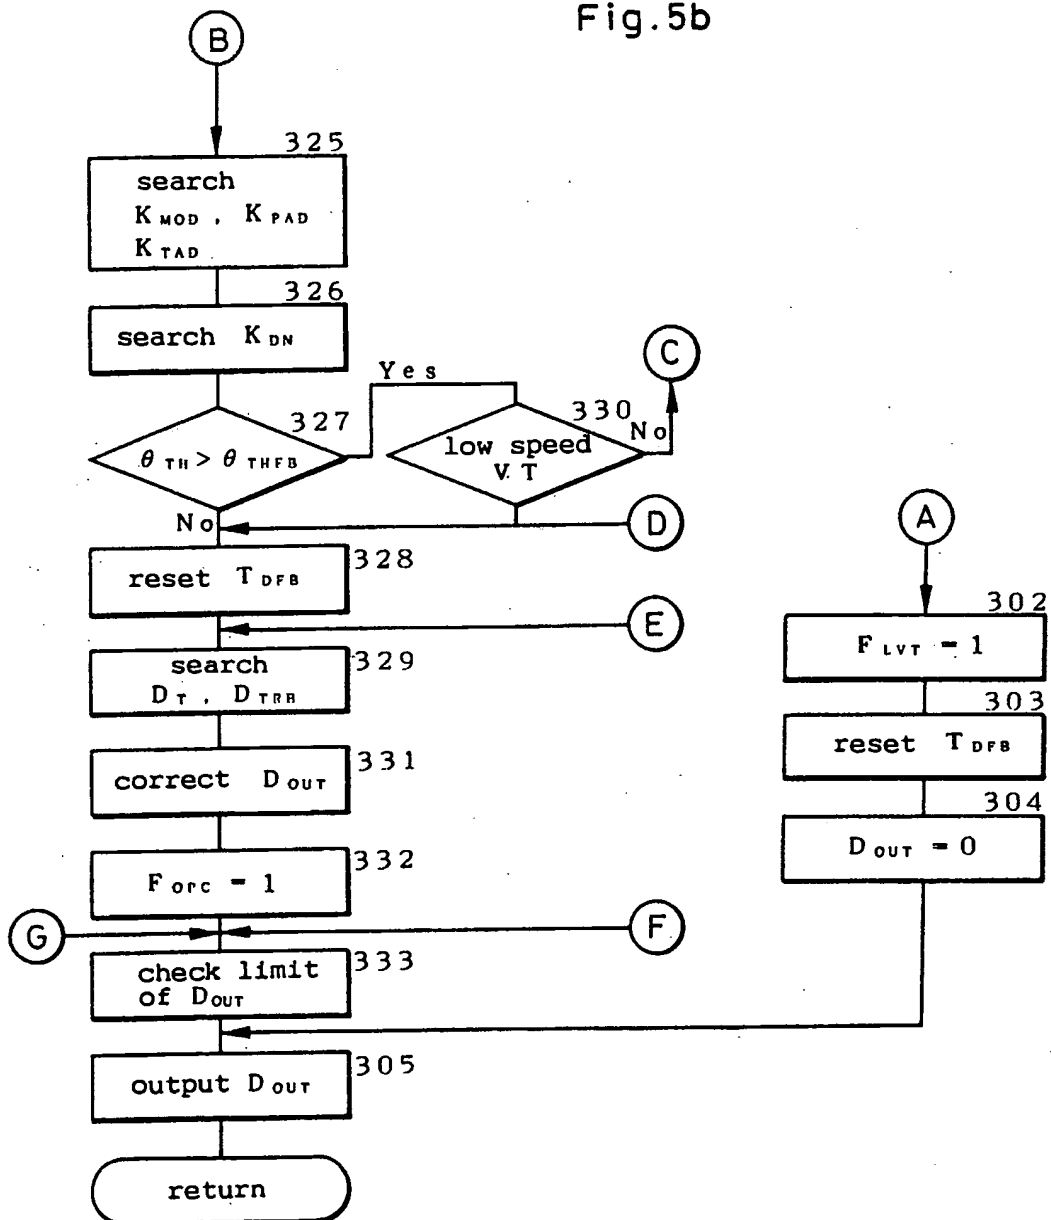 Fig.5b
B
325
search
K MOD , K PAD
K TAD
326
search K DN
C
Yes
327
θ TH > θ THFB
330
No
low speed
V.T
No
D
A
reset T DFB
328
E
302
F LVT = 1
search
D T , D TRB
329
303
reset T DFB
correct D OUT
331
304
D OUT = 0
F OPC = 1
332
G
F
check limit
of D OUT
333
output D OUT
305
return